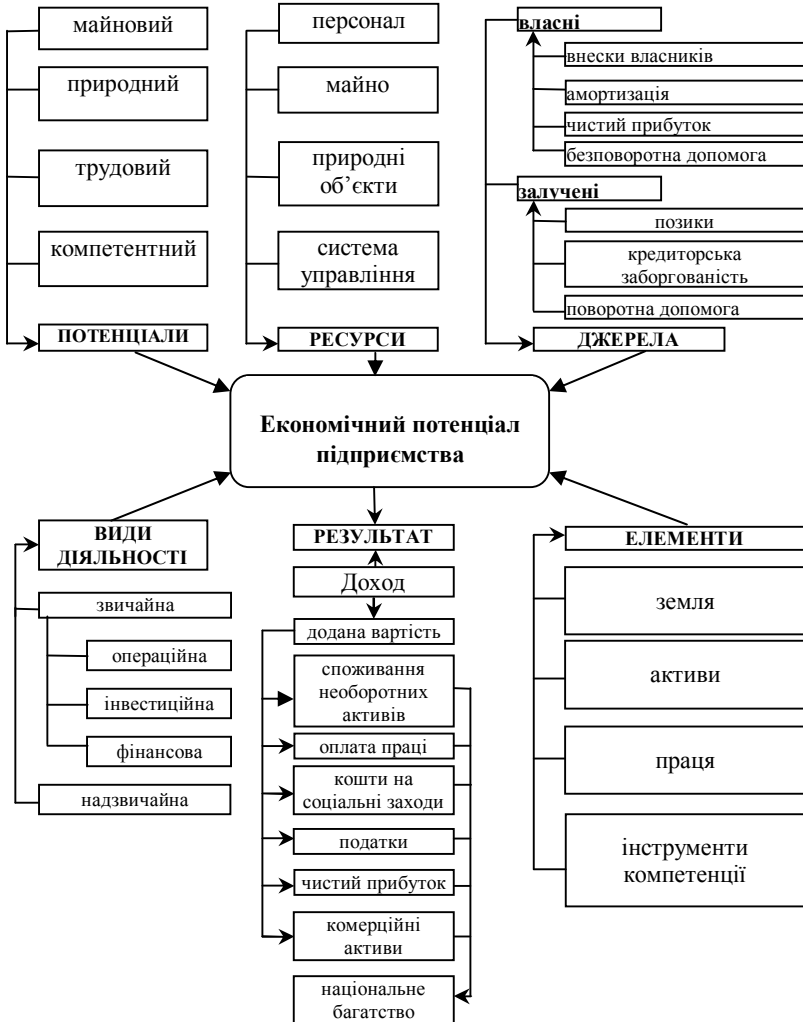 майновий
природний
трудовий
компетентний
ПОТЕНЦІАЛИ
персонал
майно
природні
об’єкти
система
управління
РЕСУРСИ
власні
внески власників
амортизація
чистий прибуток
безповоротна допомога
залучені
позики
кредиторська
заборгованість
поворотна допомога
ДЖЕРЕЛА
Економічний потенціал
підприємства
ВИДИ
ДІЯЛЬНОСТІ
звичайна
операційна
інвестиційна
фінансова
надзвичайна
РЕЗУЛЬТАТ
Доход
додана вартість
споживання
необоротних
активів
оплата праці
кошти на
соціальні заходи
податки
чистий прибуток
комерційні
активи
національне
багатство
ЕЛЕМЕНТИ
земля
активи
праця
інструменти
компетенції